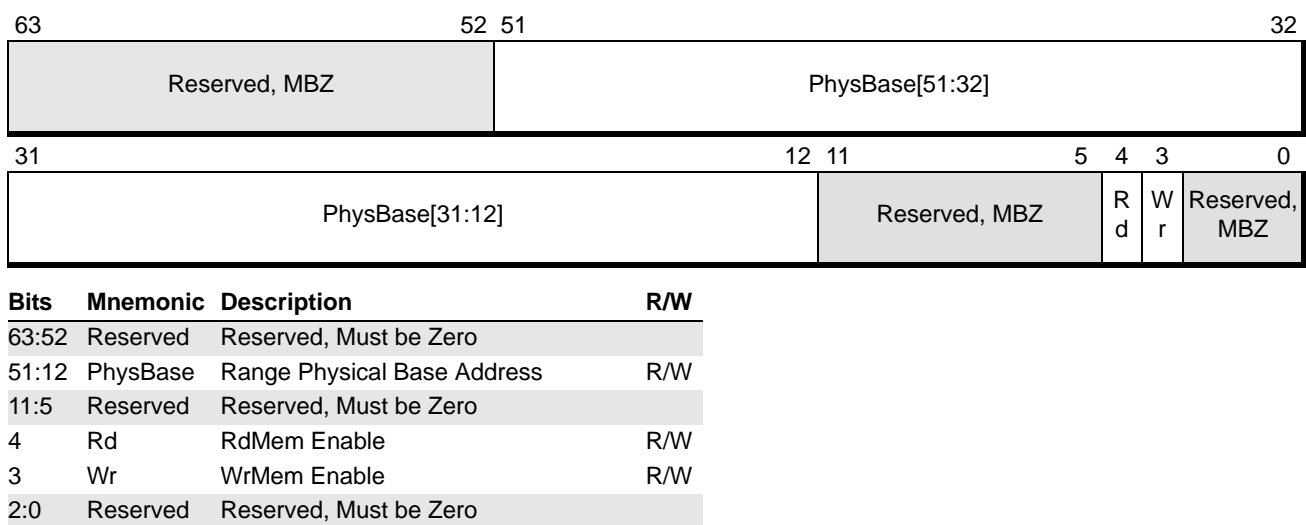 63 52 51 32
Reserved, MBZ PhysBase[51:32]
31 12 11 5 4 3 0
PhysBase[31:12] Reserved, MBZ R d W r Reserved, MBZ
Bits Mnemonic Description R/W
63:52 Reserved Reserved, Must be Zero
51:12 PhysBase Range Physical Base Address R/W
11:5 Reserved Reserved, Must be Zero
4 Rd RdMem Enable R/W
3 Wr WrMem Enable R/W
2:0 Reserved Reserved, Must be Zero